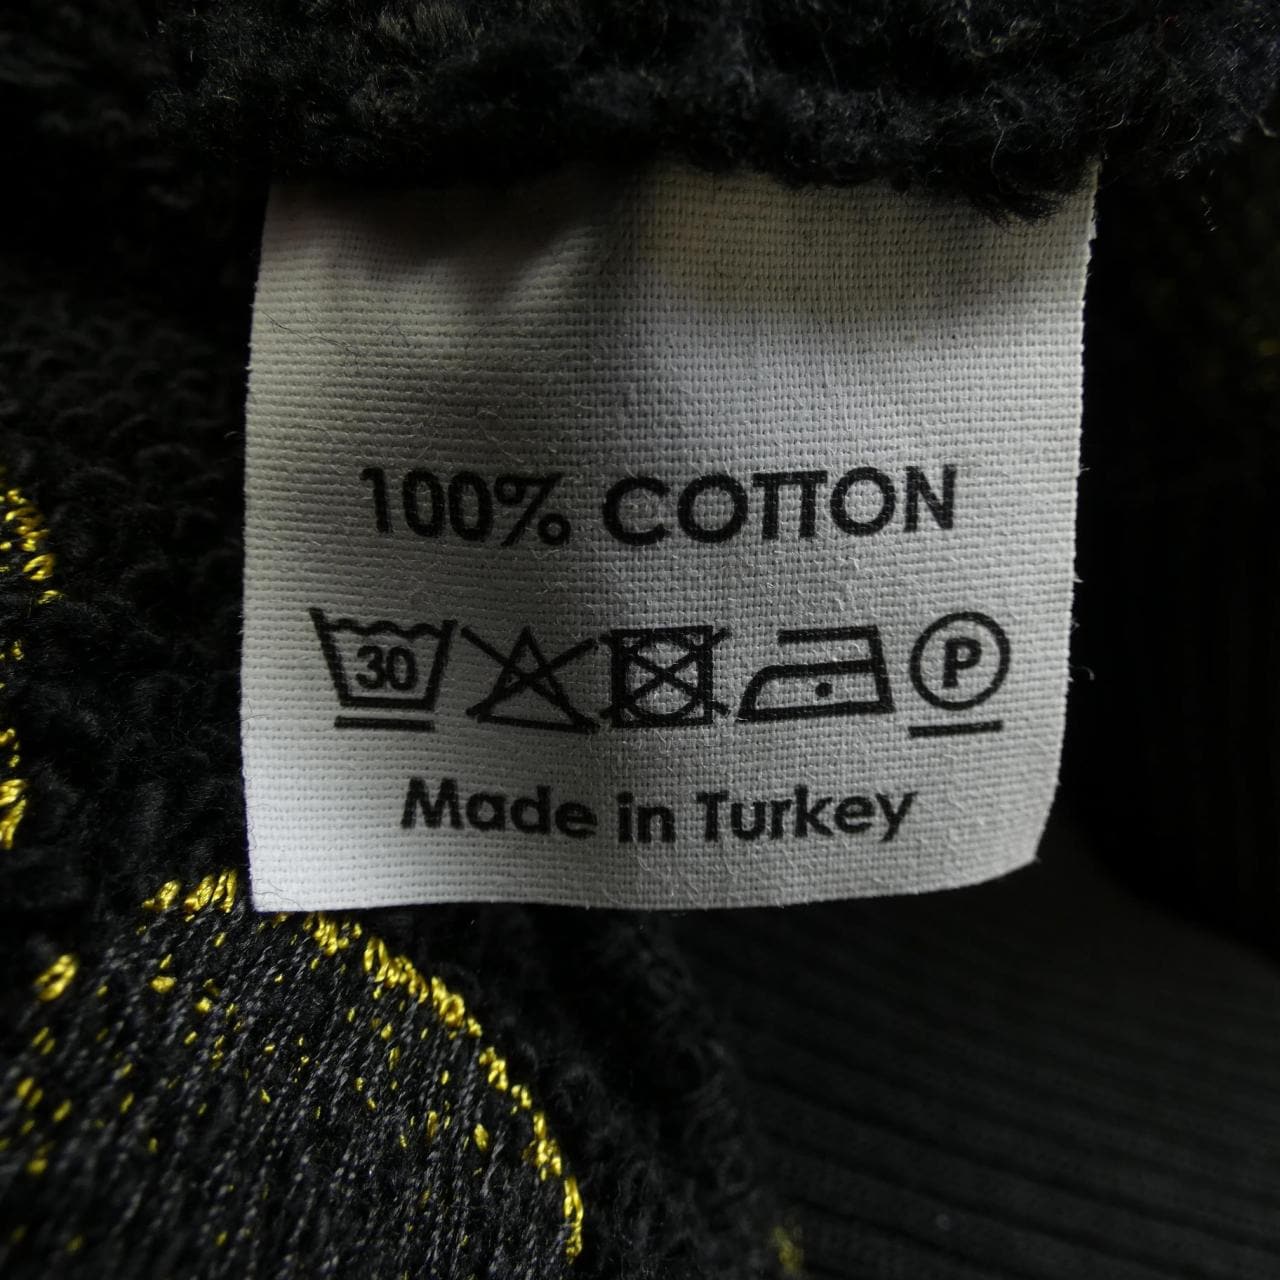 100% COTTON
30 P
Made in Turkey